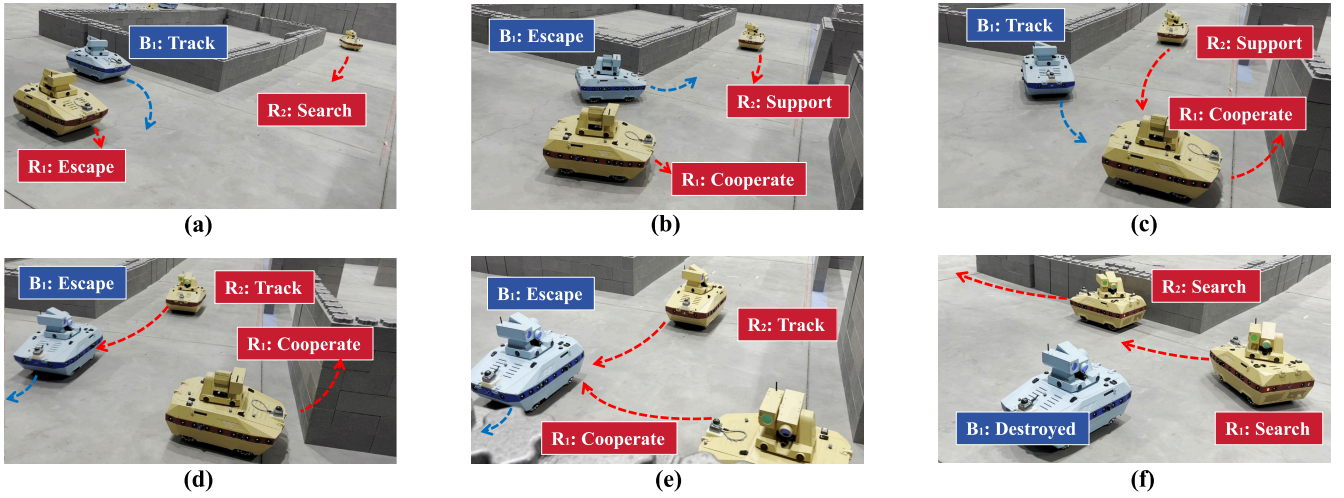 B₁: Track
R₂: Search
R₁: Escape
(a)
B₁: Escape
R₂: Support
R₁: Cooperate
(b)
B₁: Track
R₂: Support
R₁: Cooperate
(c)
B₁: Escape
R₂: Track
R₁: Cooperate
(d)
B₁: Escape
R₂: Track
R₁: Cooperate
(e)
R₂: Search
B₁: Destroyed
R₁: Search
(f)